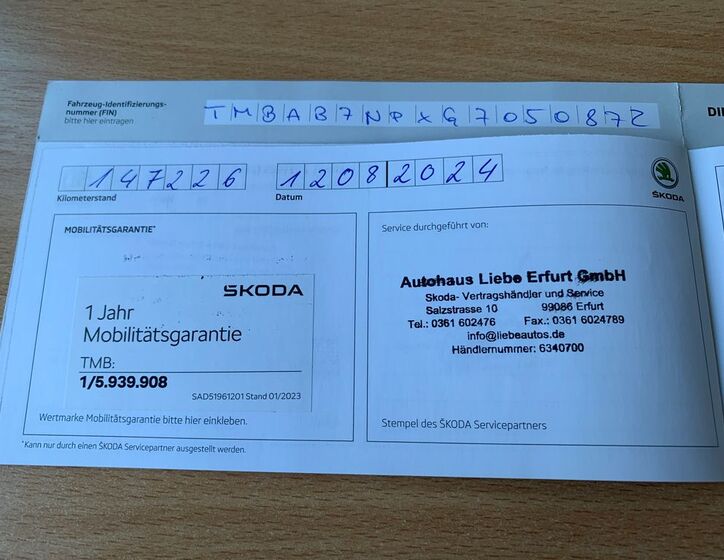 Fahrzeug-Identifizierungs-
nummer (FIN)
bitte hier eintragen
TMBAB7NPXG7050872
147226
12082024
Kilometerstand
Datum
ŠKODA
MOBILITÄTSGARANTIE*
ŠKODA
1 Jahr
Mobilitätsgarantie
TMB:
1/5.939.908
SAD51961201 Stand 01/2023
Wertmarke Mobilitätsgarantie bitte hier einkleben.
*Kann nur durch einen ŠKODA Servicepartner ausgestellt werden.
Service durchgeführt von:
Autohaus Liebe Erfurt GmbH
Skoda- Vertragshändler und Service
Salzstrasse 10 99086 Erfurt
Tel.: 0361 602476 Fax.: 0361 6024789
info@liebeautos.de
Händlernummer: 6340700
Stempel des ŠKODA Servicepartners